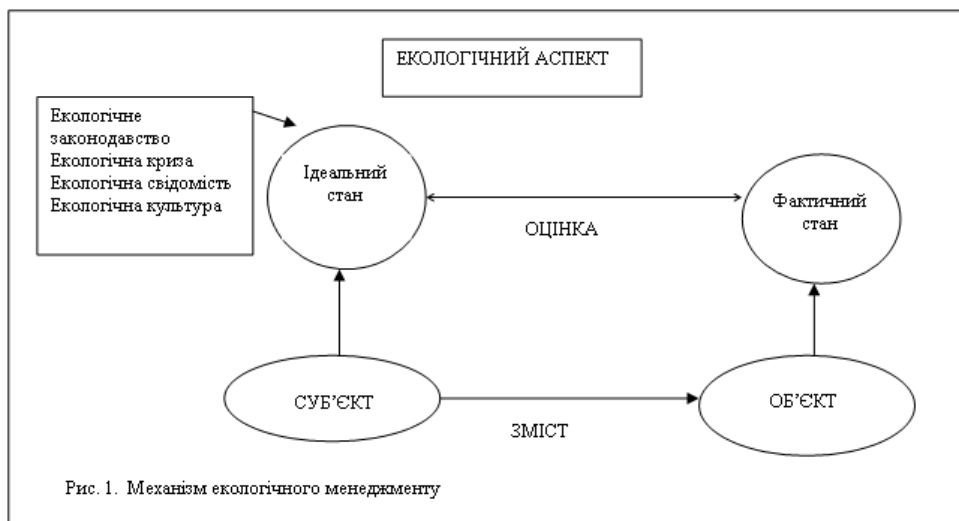 ЕКОЛОГІЧНИЙ АСПЕКТ
Екологічне
законодавство
Екологічна криза
Екологічна свідомість
Екологічна культура
Ідеальний
стан
Фактичний
стан
ОЦІНКА
СУБ’ЄКТ
ОБ’ЄКТ
ЗМІСТ
Рис. 1. Механізм екологічного менеджменту